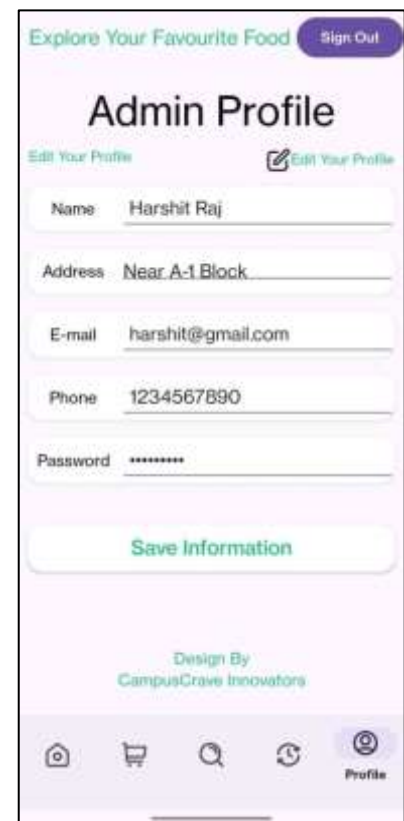 Explore Your Favourite Food Sign Out
Admin Profile
Edit Your Profile Edit Your Profile
Name Harshit Raj
Address Near A-1 Block
E-mail harshit@gmail.com
Phone 1234567890
Password •••••••••
Save Information
Design By
CampusCrave Innovators
Profile